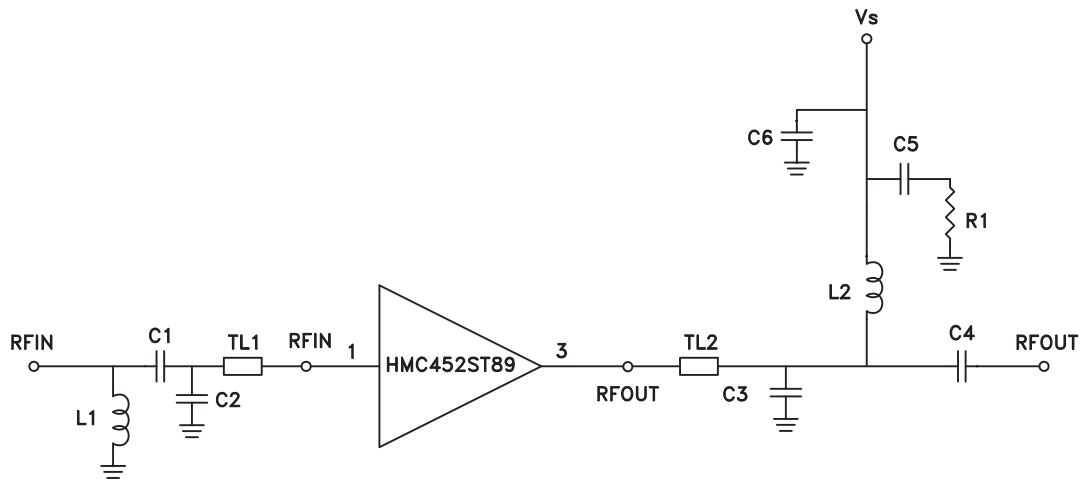 Vs
C6
C5
R1
L2
RFIN
C1
TL1
RFIN
1
HMC452ST89
3
TL2
C4
RFOUT
L1
C2
RFOUT
C3